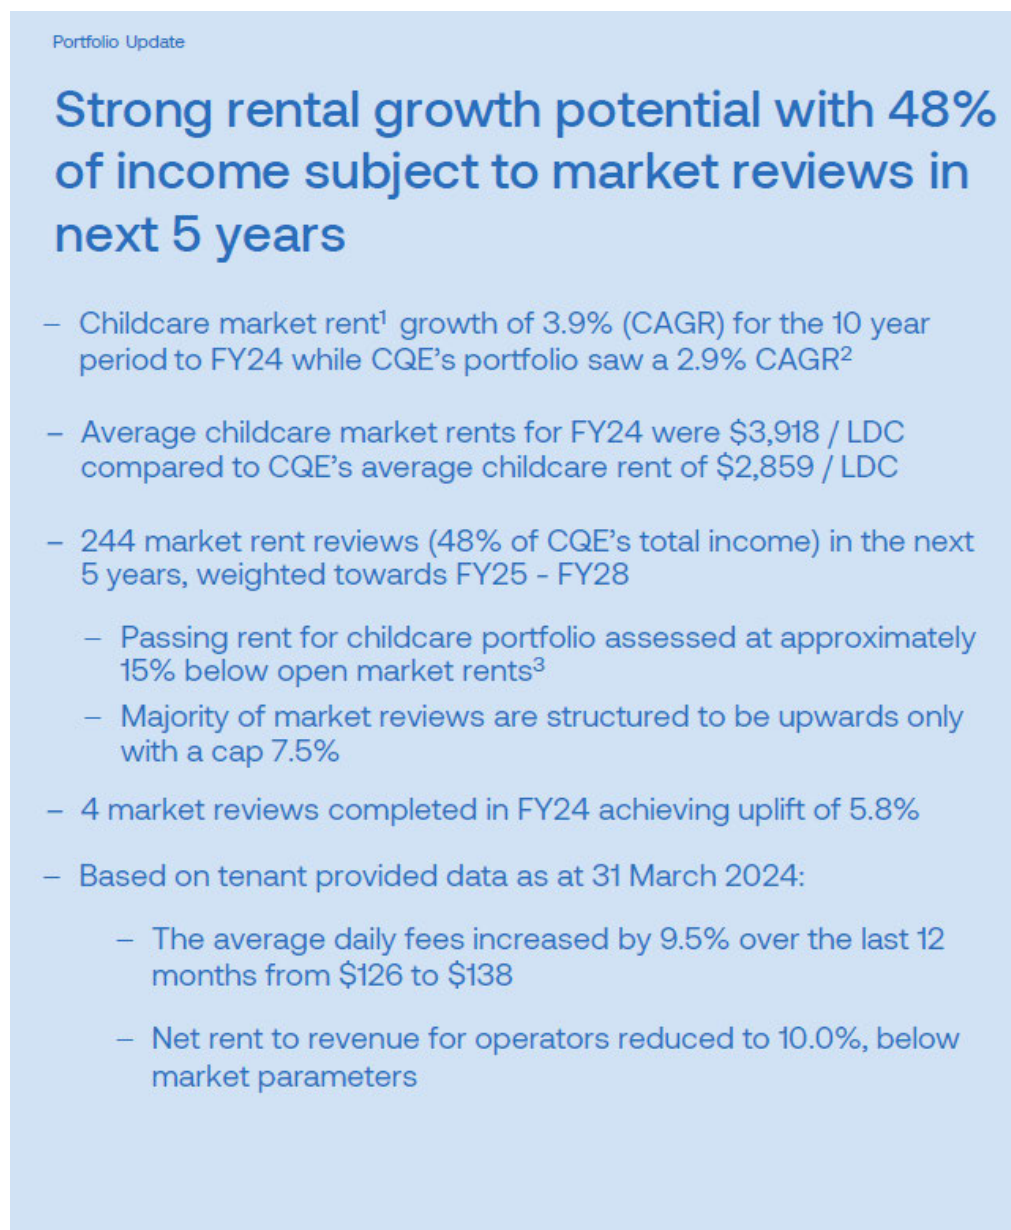 Portfolio Update
Strong rental growth potential with 48%
of income subject to market reviews in
next 5 years
– Childcare market rent¹ growth of 3.9% (CAGR) for the 10 year
period to FY24 while CQE’s portfolio saw a 2.9% CAGR²
– Average childcare market rents for FY24 were $3,918 / LDC
compared to CQE’s average childcare rent of $2,859 / LDC
– 244 market rent reviews (48% of CQE’s total income) in the next
5 years, weighted towards FY25 - FY28
– Passing rent for childcare portfolio assessed at approximately
15% below open market rents³
– Majority of market reviews are structured to be upwards only
with a cap 7.5%
– 4 market reviews completed in FY24 achieving uplift of 5.8%
– Based on tenant provided data as at 31 March 2024:
– The average daily fees increased by 9.5% over the last 12
months from $126 to $138
– Net rent to revenue for operators reduced to 10.0%, below
market parameters